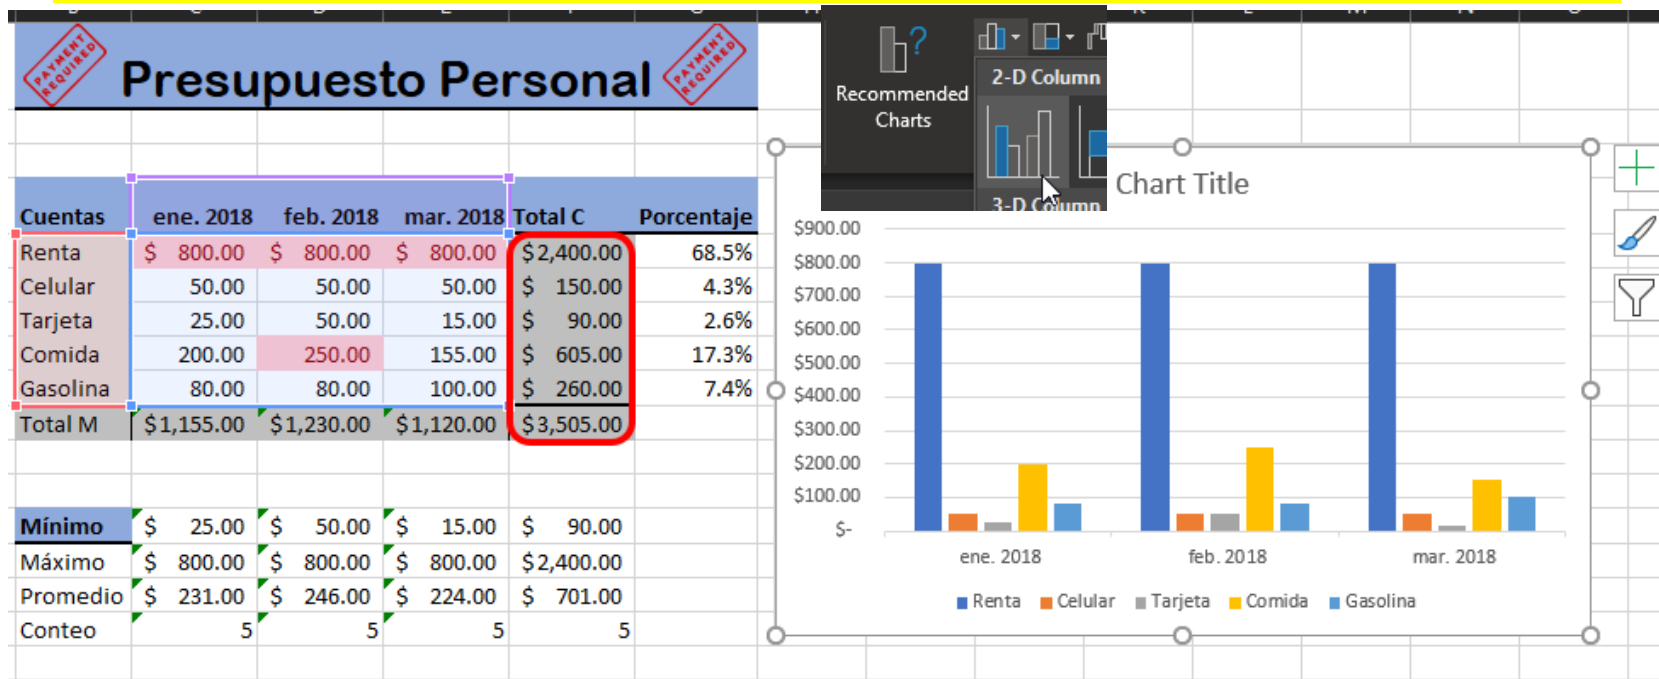 PAYMENT REQUIRED
Presupuesto Personal
PAYMENT REQUIRED
Cuentas ene. 2018 feb. 2018 mar. 2018 Total C Porcentaje
Renta $ 800.00 $ 800.00 $ 800.00 $2,400.00 68.5%
Celular 50.00 50.00 50.00 $ 150.00 4.3%
Tarjeta 25.00 50.00 15.00 $ 90.00 2.6%
Comida 200.00 250.00 155.00 $ 605.00 17.3%
Gasolina 80.00 80.00 100.00 $ 260.00 7.4%
Total M $1,155.00 $1,230.00 $1,120.00 $3,505.00
Mínimo $ 25.00 $ 50.00 $ 15.00 $ 90.00
Máximo $ 800.00 $ 800.00 $ 800.00 $2,400.00
Promedio $ 231.00 $ 246.00 $ 224.00 $ 701.00
Conteo 5 5 5 5
Recommended
Charts
2-D Column
3-D Column
Chart Title
$900.00
$800.00
$700.00
$600.00
$500.00
$400.00
$300.00
$200.00
$100.00
$-
ene. 2018 feb. 2018 mar. 2018
Renta Celular Tarjeta Comida Gasolina